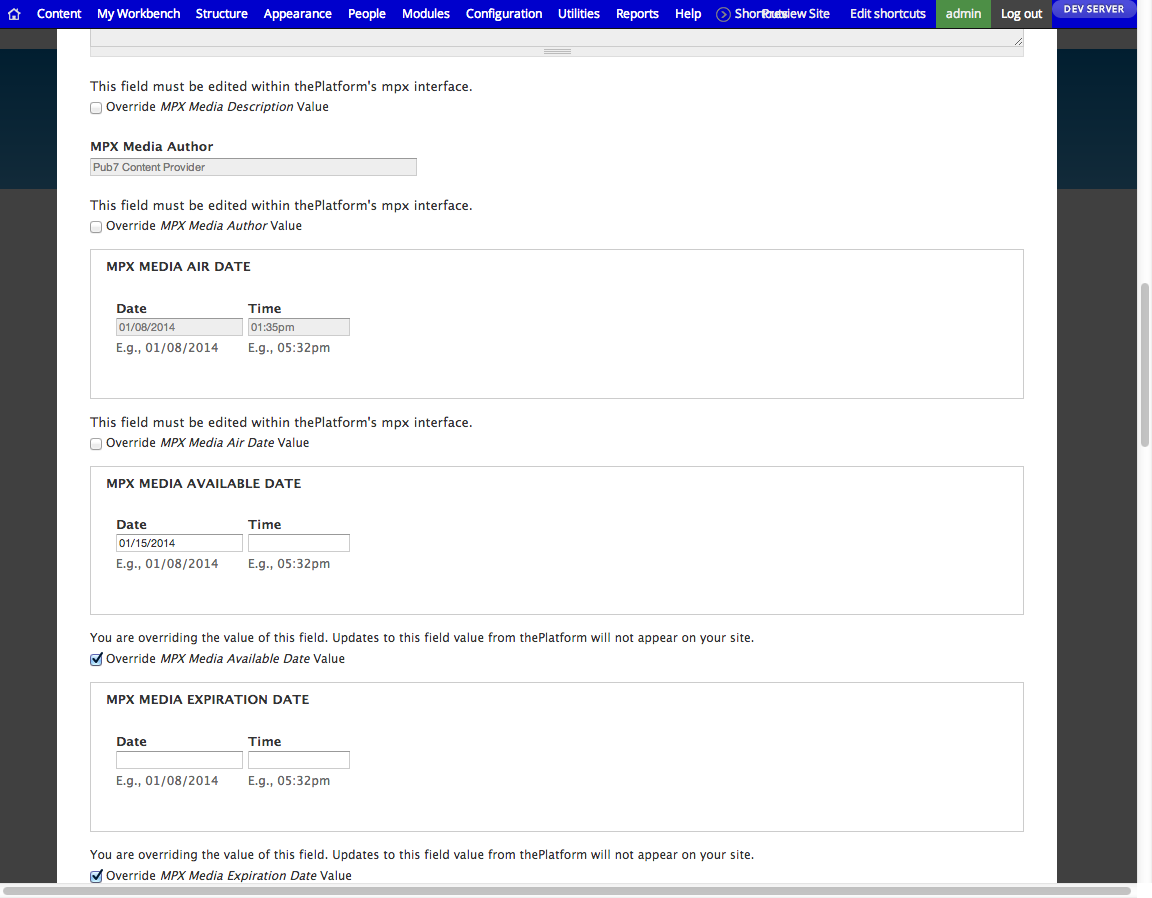 Content My Workbench Structure Appearance People Modules Configuration Utilities Reports Help Shortcuts Preview Site Edit shortcuts admin Log out DEV SERVER
This field must be edited within thePlatform's mpx interface.
Override MPX Media Description Value
MPX Media Author
Pub7 Content Provider
This field must be edited within thePlatform's mpx interface.
Override MPX Media Author Value
MPX MEDIA AIR DATE
Date Time
01/08/2014 01:35pm
E.g., 01/08/2014 E.g., 05:32pm
This field must be edited within thePlatform's mpx interface.
Override MPX Media Air Date Value
MPX MEDIA AVAILABLE DATE
Date Time
01/15/2014
E.g., 01/08/2014 E.g., 05:32pm
You are overriding the value of this field. Updates to this field value from thePlatform will not appear on your site.
Override MPX Media Available Date Value
MPX MEDIA EXPIRATION DATE
Date Time
E.g., 01/08/2014 E.g., 05:32pm
You are overriding the value of this field. Updates to this field value from thePlatform will not appear on your site.
Override MPX Media Expiration Date Value